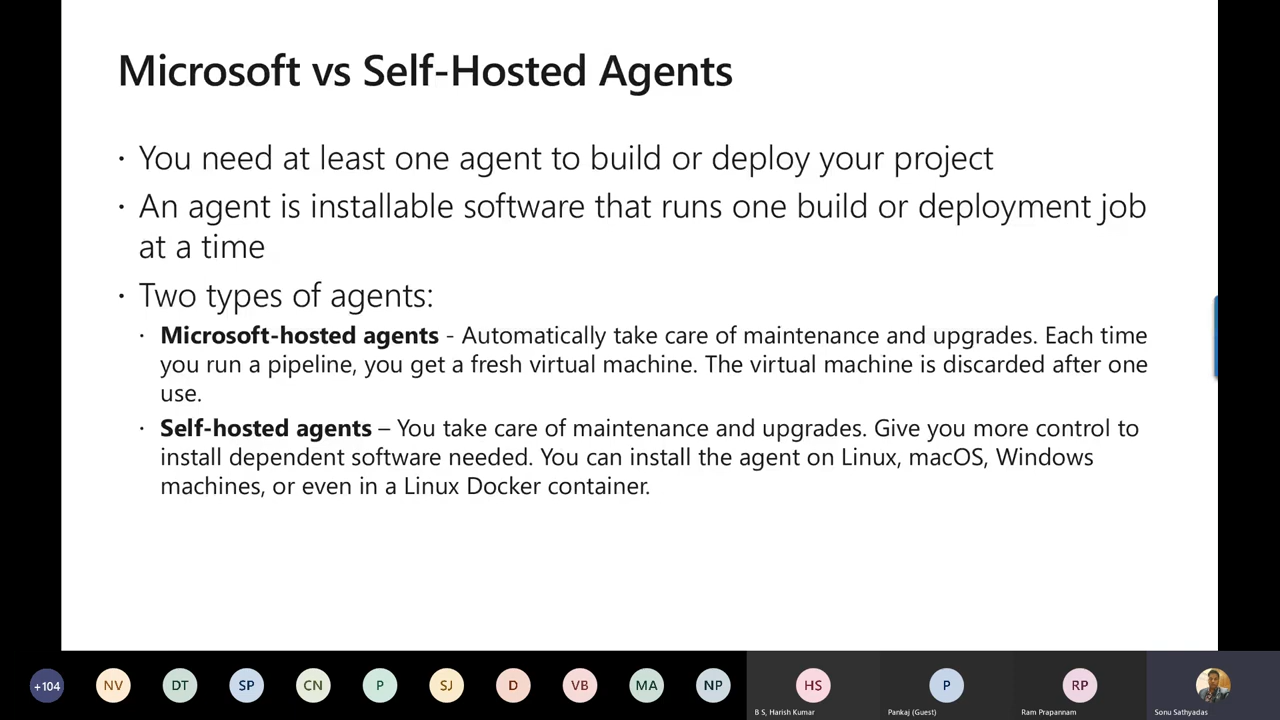 Microsoft vs Self-Hosted Agents
• You need at least one agent to build or deploy your project
• An agent is installable software that runs one build or deployment job
at a time
• Two types of agents:
• Microsoft-hosted agents - Automatically take care of maintenance and upgrades. Each time
you run a pipeline, you get a fresh virtual machine. The virtual machine is discarded after one
use.
• Self-hosted agents – You take care of maintenance and upgrades. Give you more control to
install dependent software needed. You can install the agent on Linux, macOS, Windows
machines, or even in a Linux Docker container.
+104 NV DT SP CN P SJ D VB MA NP HS P RP
B S, Harish Kumar Pankaj (Guest) Ram Prapannam Sonu Sathyadas